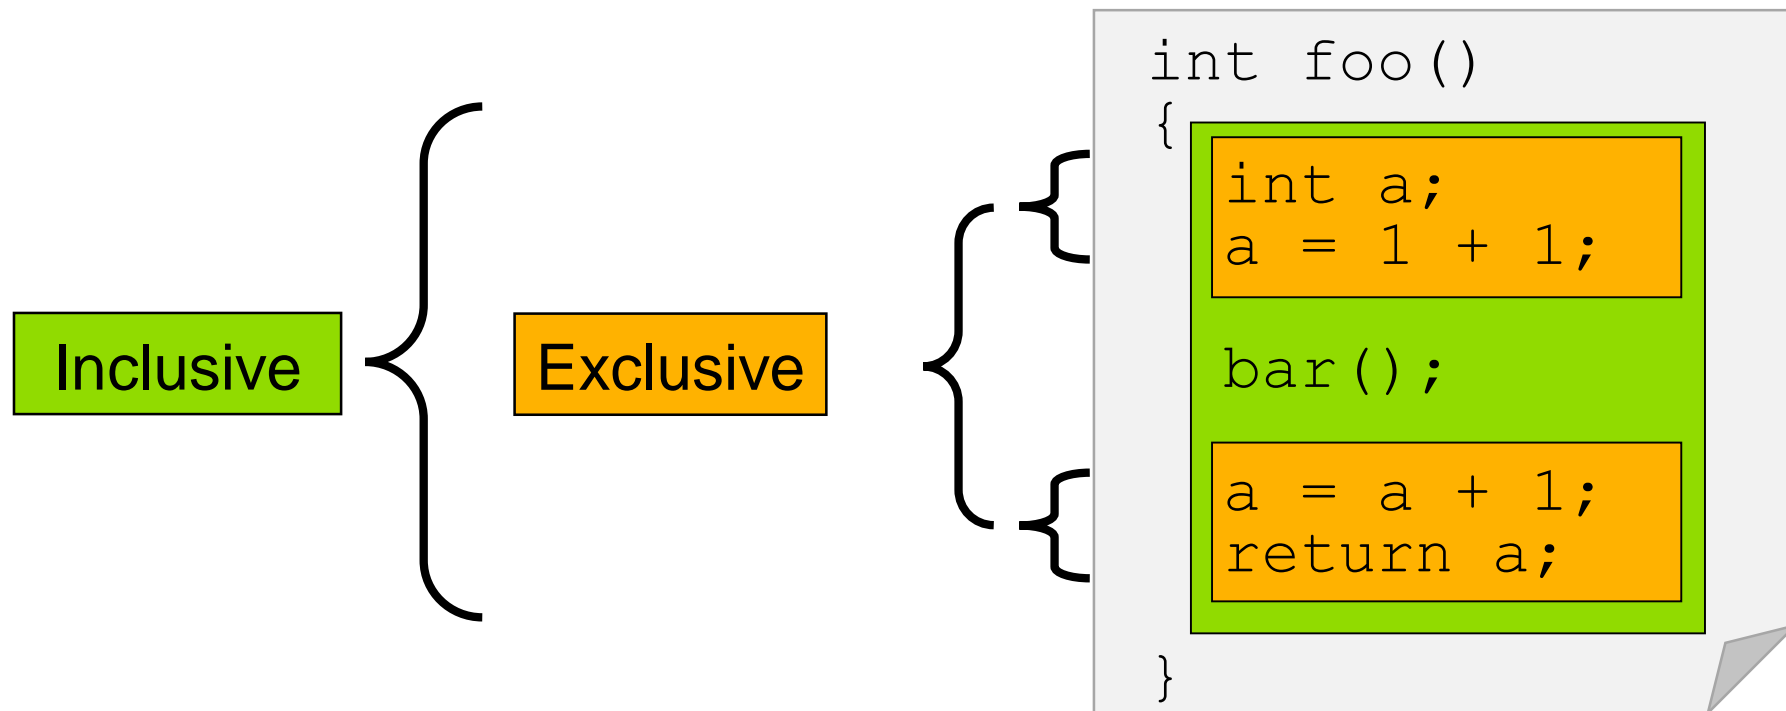 Inclusive
Exclusive
int foo()
{
int a;
a = 1 + 1;
bar();
a = a + 1;
return a;
}